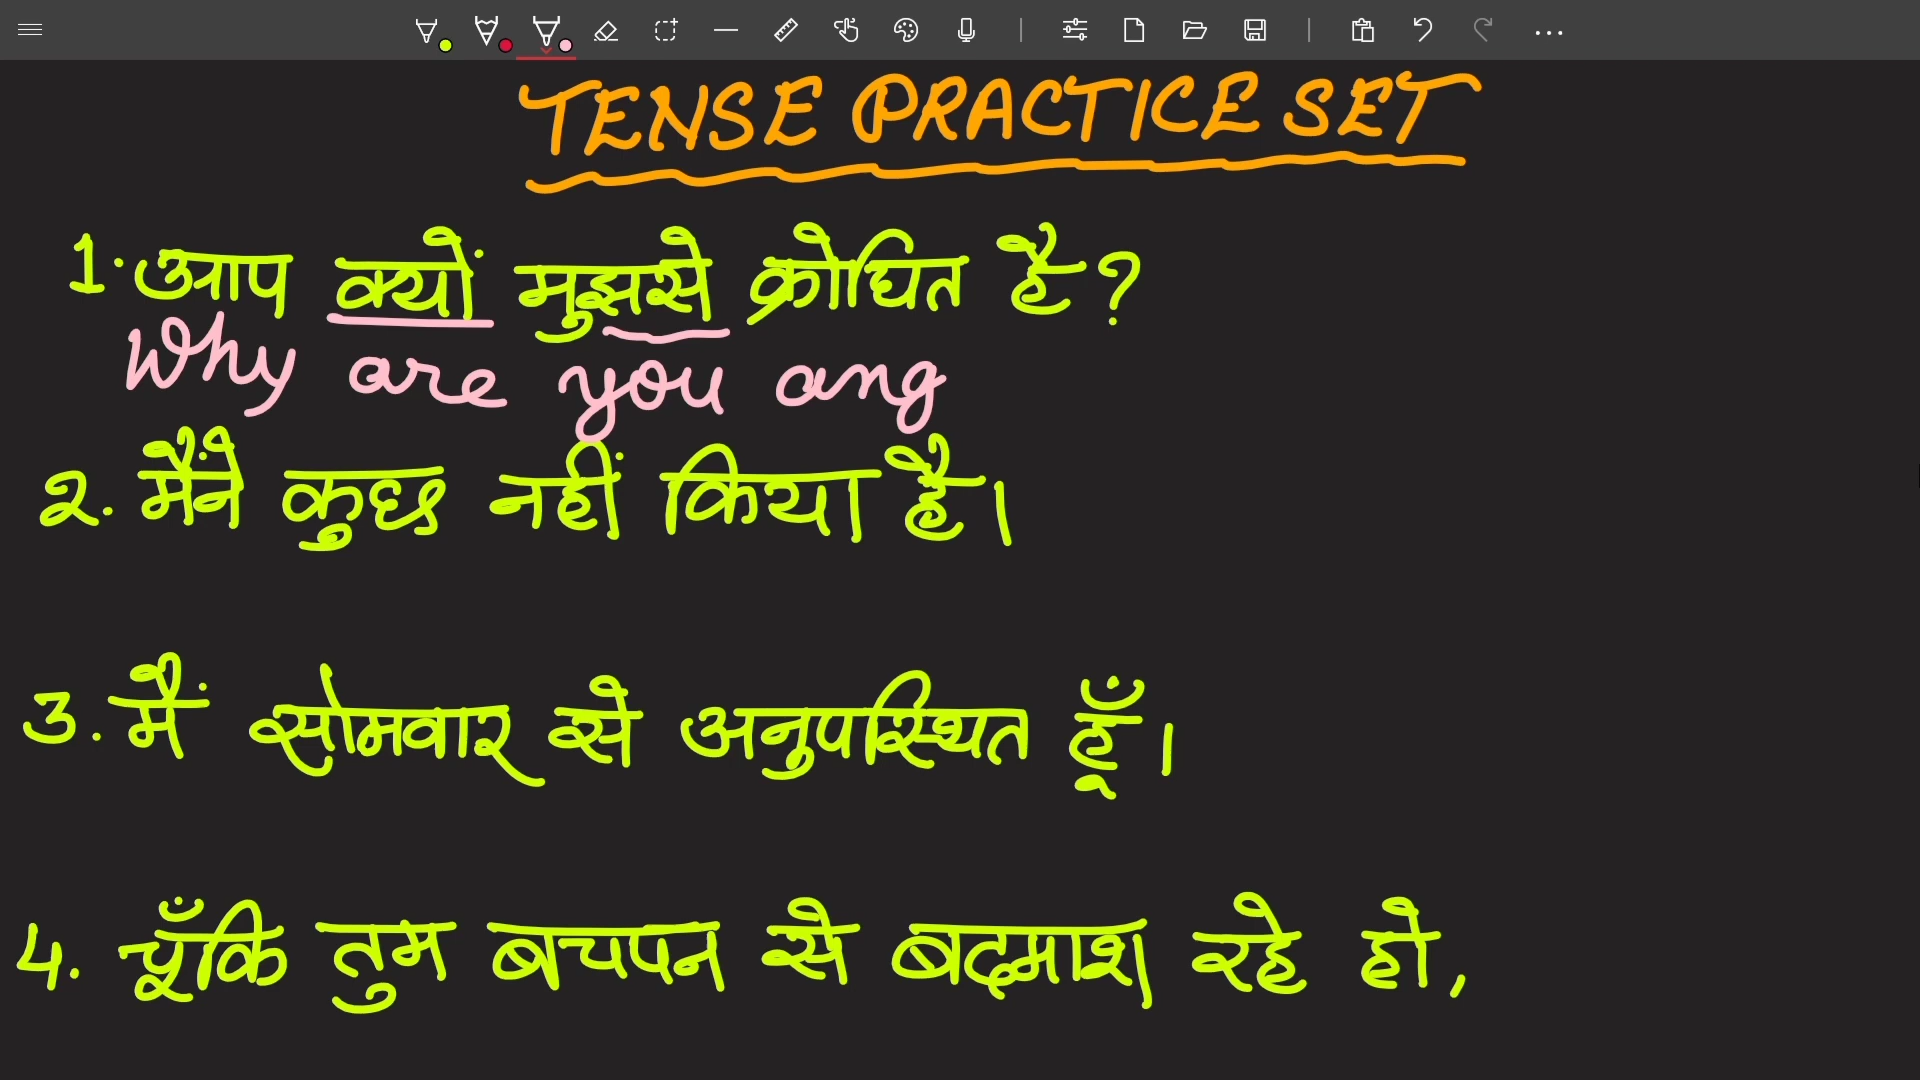 TENSE PRACTICE SET
1. आप क्यों मुझसे क्रोधित है?
Why are you ang
2. मैंने कुछ नहीं किया है।
3. मैं सोमवार से अनुपस्थित हूँ।
4. चूँकि तुम बचपन से बदमाश रहे हो,